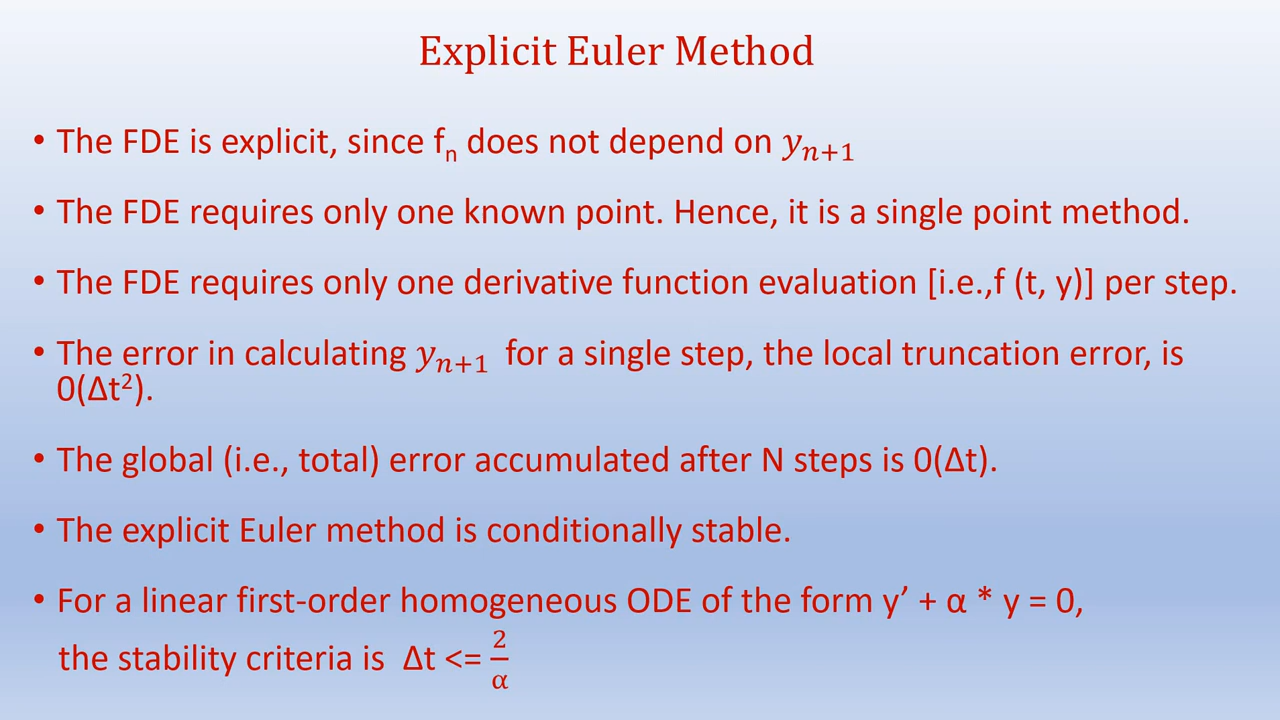 Explicit Euler Method
• The FDE is explicit, since fₙ does not depend on 𝑦ₙ₊₁
• The FDE requires only one known point. Hence, it is a single point method.
• The FDE requires only one derivative function evaluation [i.e.,f (t, y)] per step.
• The error in calculating 𝑦ₙ₊₁ for a single step, the local truncation error, is
0(Δt²).
• The global (i.e., total) error accumulated after N steps is 0(Δt).
• The explicit Euler method is conditionally stable.
• For a linear first-order homogeneous ODE of the form y’ + α * y = 0,
the stability criteria is Δt <= 2/α